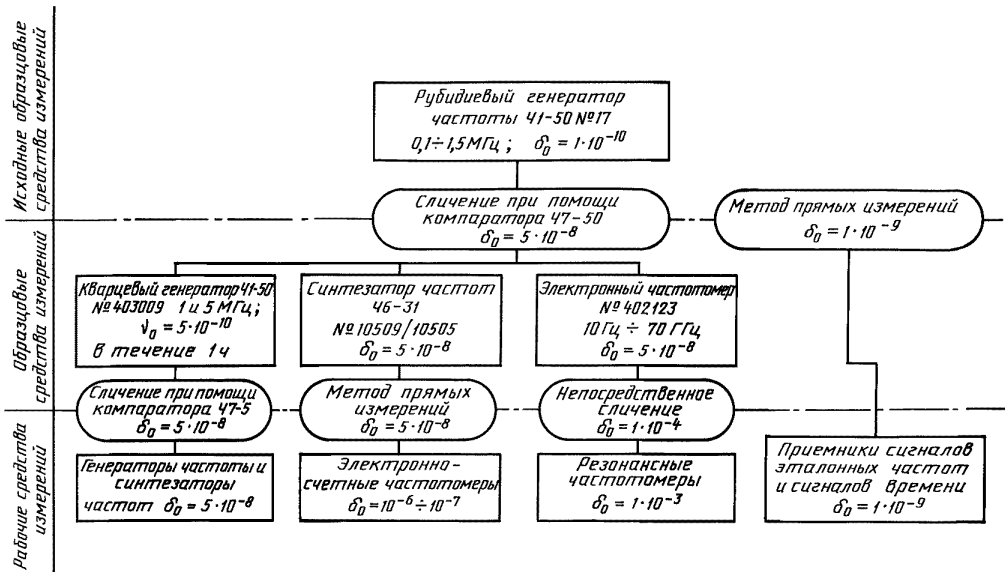 Исходные образцовые
средства измерений
Рубидиевый генератор
частоты Ч1-50 №17
0,1÷1,5 МГц; δ₀ = 1·10⁻¹⁰
Сличение при помощи
компаратора Ч7-50
δ₀ = 5·10⁻⁸
Метод прямых измерений
δ₀ = 1·10⁻⁹
Образцовые
средства измерений
Кварцевый генератор Ч1-50
№403009 1 и 5 МГц;
ν₀ = 5·10⁻¹⁰
в течение 1 ч
Синтезатор частот
Ч6-31
№10509/10505
δ₀ = 5·10⁻⁸
Электронный частотомер
№402123
10 Гц ÷ 70 ГГц
δ₀ = 5·10⁻⁸
Сличение при помощи
компаратора Ч7-5
δ₀ = 5·10⁻⁸
Метод прямых
измерений
δ₀ = 5·10⁻⁸
Непосредственное
сличение
δ₀ = 1·10⁻⁴
Рабочие средства
измерений
Генераторы частоты и
синтезаторы
частот δ₀ = 5·10⁻⁸
Электронно-
счетные частотомеры
δ₀ = 10⁻⁶ ÷ 10⁻⁷
Резонансные
частотомеры
δ₀ = 1·10⁻³
Приемники сигналов
эталонных частот
и сигналов времени
δ₀ = 1·10⁻⁹